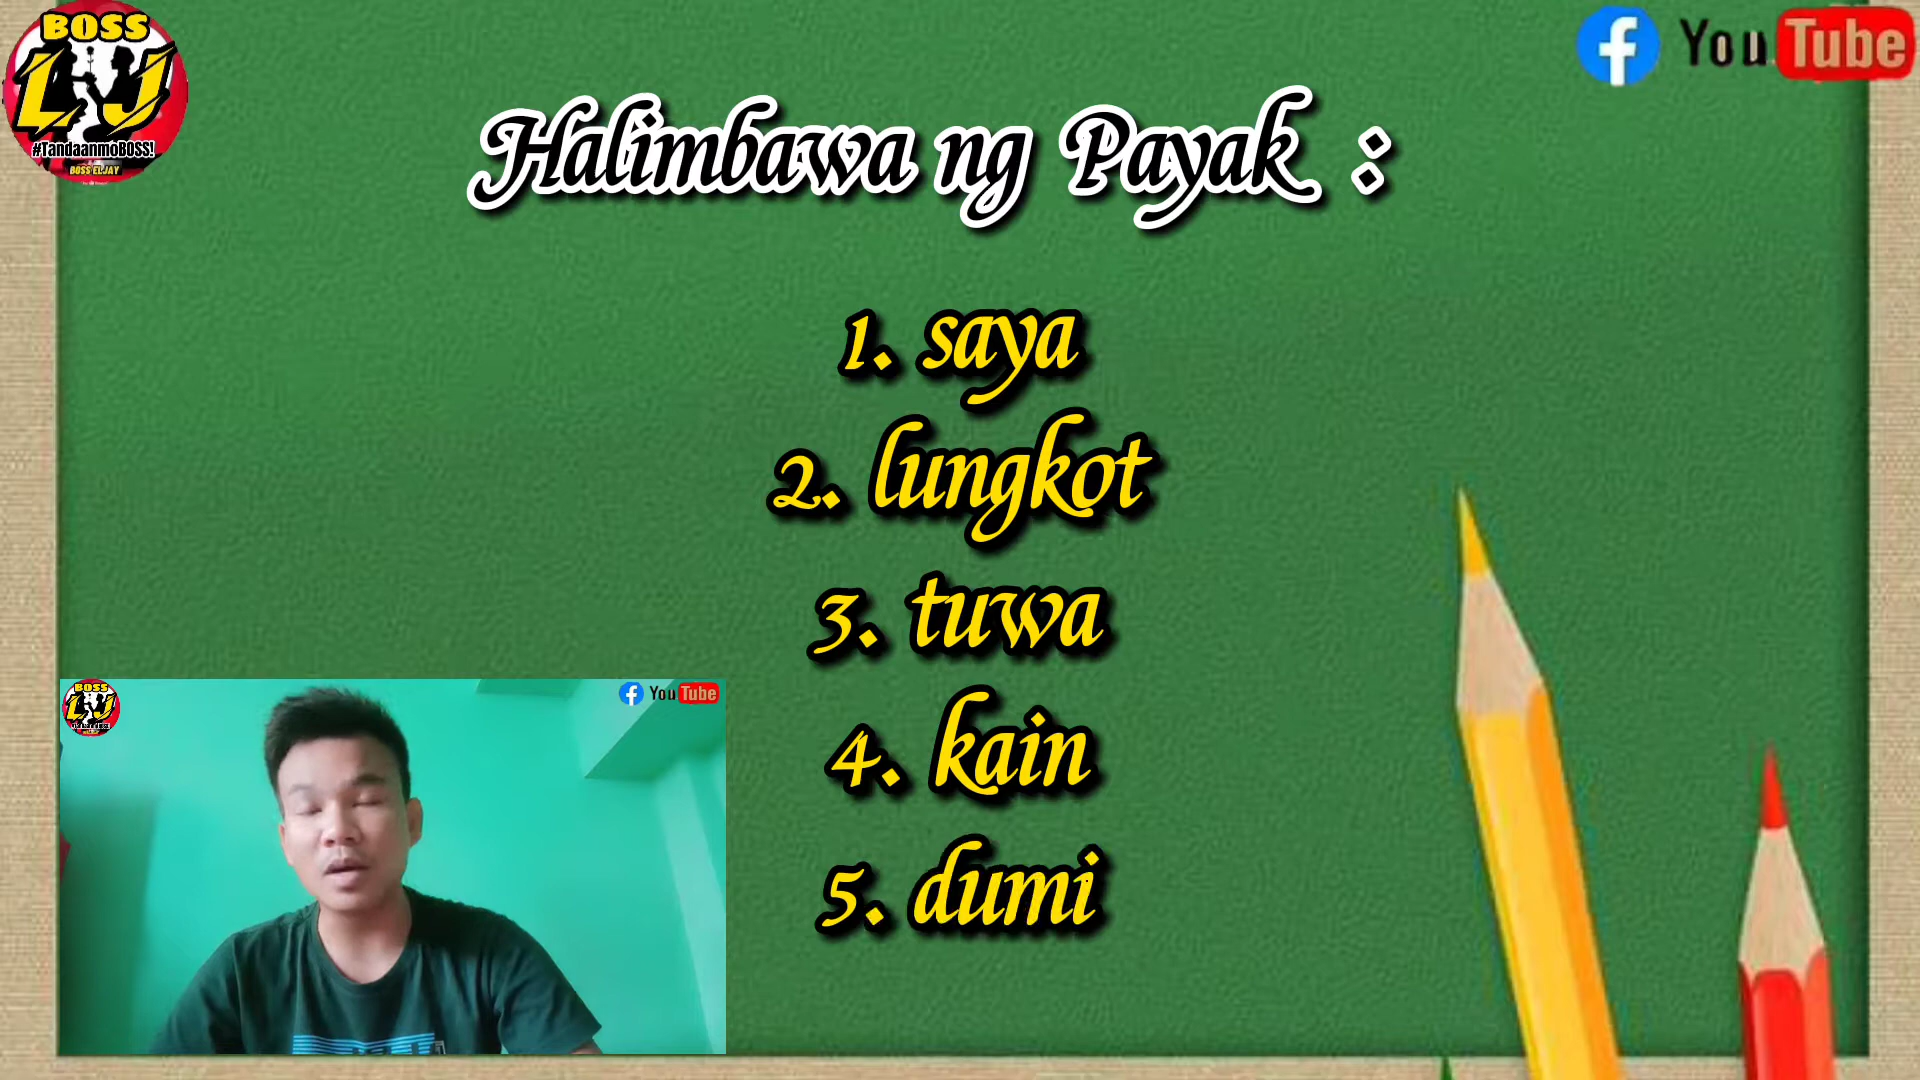 BOSS
LJ
#TandaanmoBOSS!
BOSS ELJAY
f YouTube
Halimbawa ng Payak :
1. saya
2. lungkot
3. tuwa
4. kain
5. dumi
BOSS
LJ
f YouTube